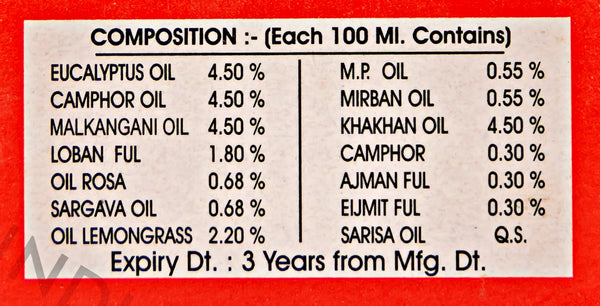 COMPOSITION :- (Each 100 Ml. Contains)
EUCALYPTUS OIL 4.50 %
CAMPHOR OIL 4.50 %
MALKANGANI OIL 4.50 %
LOBAN FUL 1.80 %
OIL ROSA 0.68 %
SARGAVA OIL 0.68 %
OIL LEMONGRASS 2.20 %
M.P. OIL 0.55 %
MIRBAN OIL 0.55 %
KHAKHAN OIL 4.50 %
CAMPHOR 0.30 %
AJMAN FUL 0.30 %
EIJMIT FUL 0.30 %
SARISA OIL Q.S.
Expiry Dt. : 3 Years from Mfg. Dt.